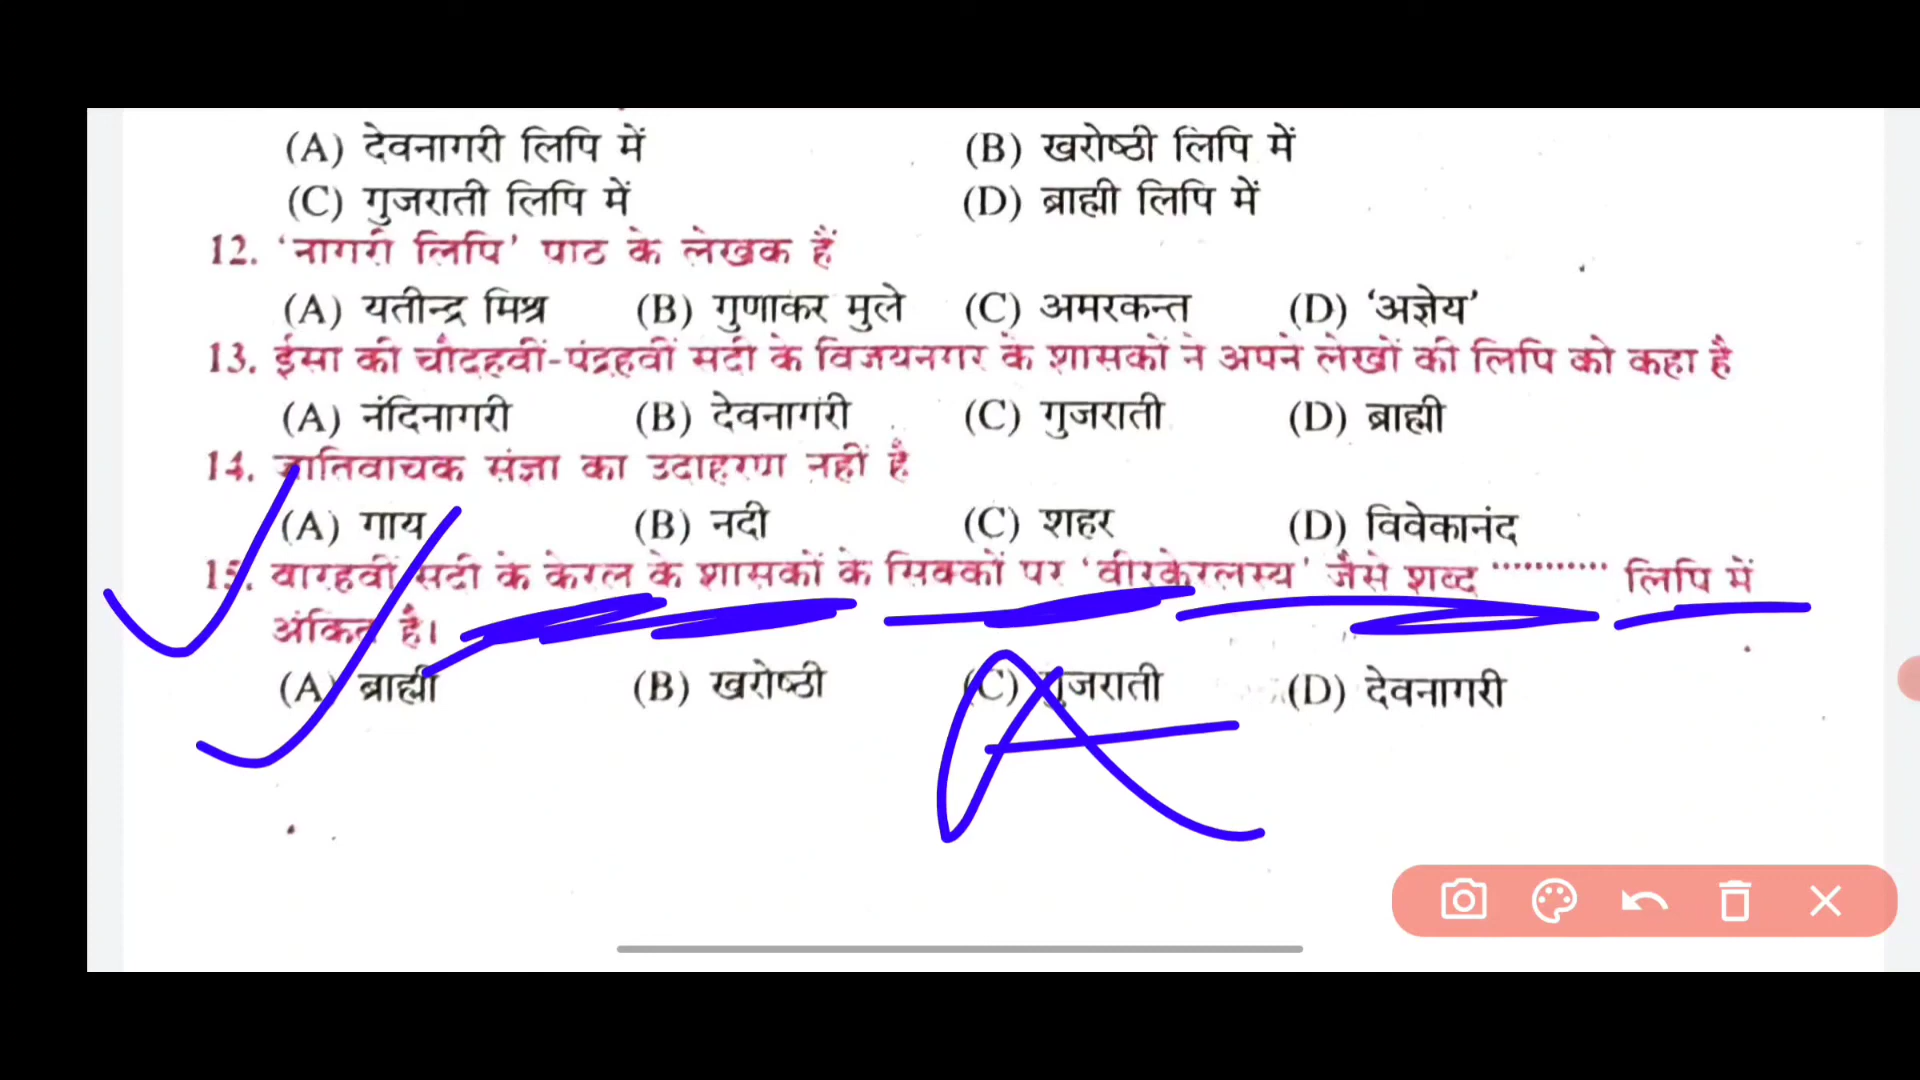 (A) देवनागरी लिपि में (B) खरोष्ठी लिपि में
(C) गुजराती लिपि में (D) ब्राह्मी लिपि में
12. ‘नागरी लिपि’ पाठ के लेखक हैं
(A) यतीन्द्र मिश्र (B) गुणाकर मुले (C) अमरकन्त (D) ‘अज्ञेय’
13. ईसा की चौदहवीं-पंद्रहवीं सदी के विजयनगर के शासकों ने अपने लेखों की लिपि को कहा है
(A) नंदिनागरी (B) देवनागरी (C) गुजराती (D) ब्राह्मी
14. जातिवाचक संज्ञा का उदाहरण नहीं है
(A) गाय (B) नदी (C) शहर (D) विवेकानंद
15. बारहवीं सदी के केरल के शासकों के सिक्कों पर ‘वीरकेरलस्य’ जैसे शब्द ........... लिपि में
अंकित है।
(A) ब्राह्मी (B) खरोष्ठी (C) गुजराती (D) देवनागरी